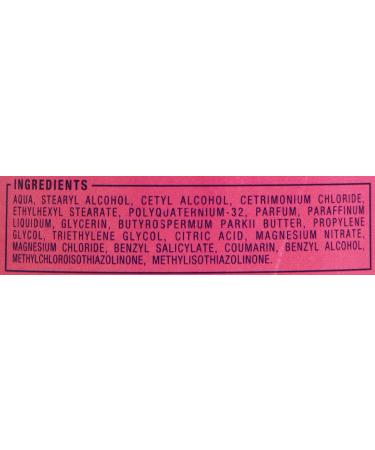 INGREDIENTS
AQUA, STEARYL ALCOHOL, CETYL ALCOHOL, CETRIMONIUM CHLORIDE,
ETHYLHEXYL STEARATE, POLYQUATERNIUM-32, PARFUM, PARAFFINUM
LIQUIDUM, GLYCERIN, BUTYROSPERMUM PARKII BUTTER, PROPYLENE
GLYCOL, TRIETHYLENE GLYCOL, CITRIC ACID, MAGNESIUM NITRATE,
MAGNESIUM CHLORIDE, BENZYL SALICYLATE, COUMARIN, BENZYL ALCOHOL,
METHYLCHLOROISOTHIAZOLINONE, METHYLISOTHIAZOLINONE.